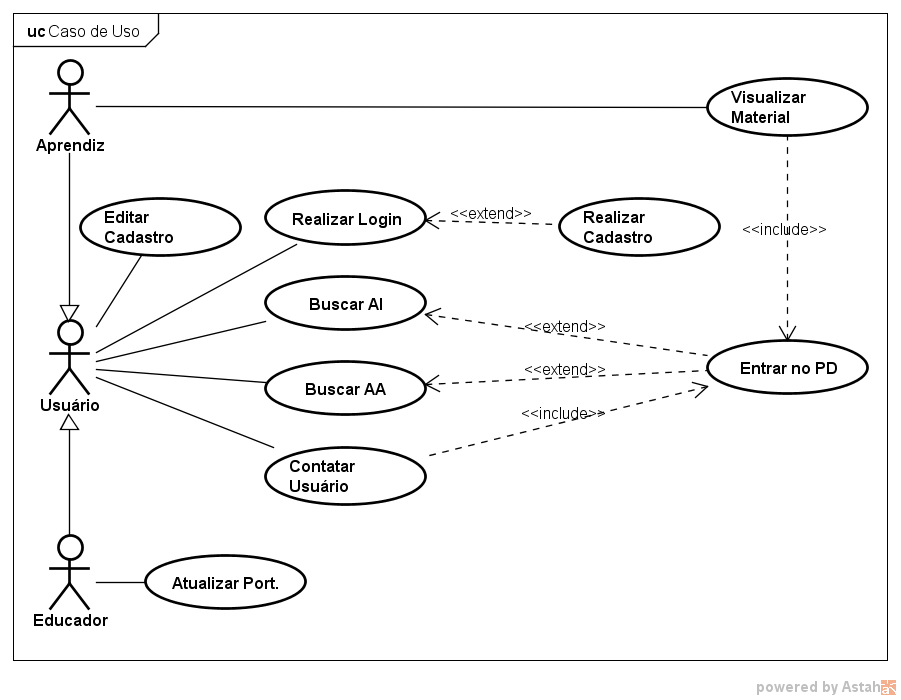 uc Caso de Uso
Aprendiz
Visualizar
Material
Editar
Cadastro
Realizar Login
<<extend>>
Realizar
Cadastro
<<include>>
Buscar AI
<<extend>>
Usuário
Buscar AA
<<extend>>
Entrar no PD
<<include>>
Contatar
Usuário
Educador
Atualizar Port.
powered by Astah